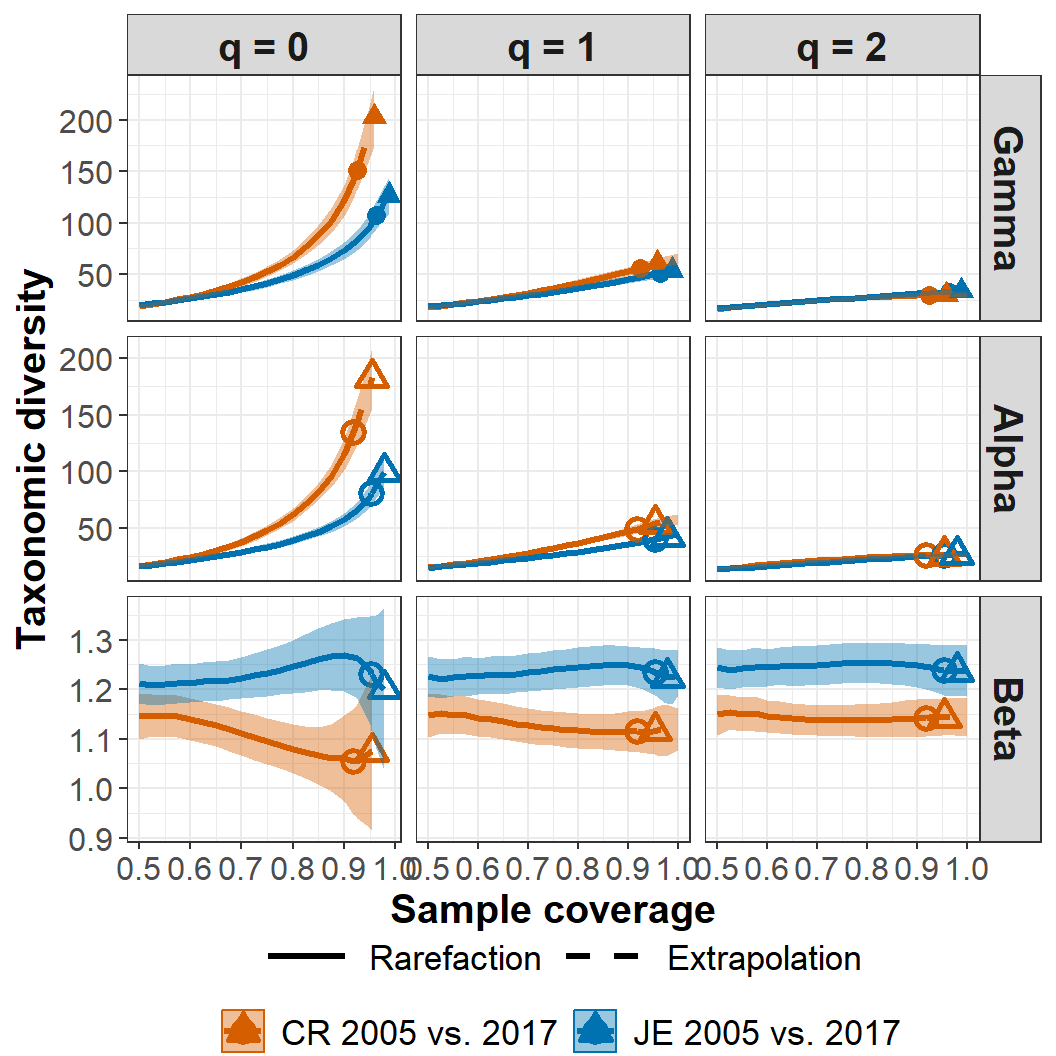 q = 0
q = 1
q = 2
Taxonomic diversity
200
150
100
50
Gamma
200
150
100
50
Alpha
1.3
1.2
1.1
1.0
0.9
Beta
0.5 0.6 0.7 0.8 0.9 1.0
0.5 0.6 0.7 0.8 0.9 1.0
0.5 0.6 0.7 0.8 0.9 1.0
Sample coverage
Rarefaction Extrapolation
CR 2005 vs. 2017 JE 2005 vs. 2017